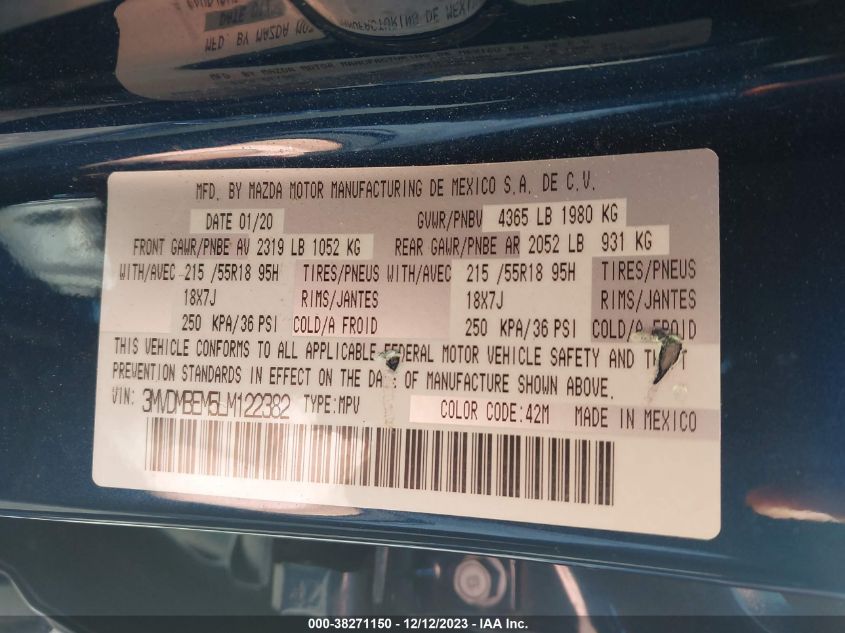 MFD. BY MAZDA MOTOR MANUFACTURING DE MEXICO S.A. DE C.V.
DATE 01/20 GVWR/PNBV 4365 LB 1980 KG
FRONT GAWR/PNBE AV 2319 LB 1052 KG REAR GAWR/PNBE AR 2052 LB 931 KG
WITH/AVEC 215 /55R18 95H TIRES/PNEUS WITH/AVEC 215 /55R18 95H TIRES/PNEUS
18X7J RIMS/JANTES 18X7J RIMS/JANTES
250 KPA/36 PSI COLD/A FROID 250 KPA/36 PSI COLD/A FROID
THIS VEHICLE CONFORMS TO ALL APPLICABLE FEDERAL MOTOR VEHICLE SAFETY AND
PREVENTION STANDARDS IN EFFECT ON THE OF MANUFACTURE SHOWN ABOVE.
VIN: 3MVDMBEM5LM122382 TYPE:MPV COLOR CODE:42M MADE IN MEXICO
000-38271150 - 12/12/2023 - IAA Inc.